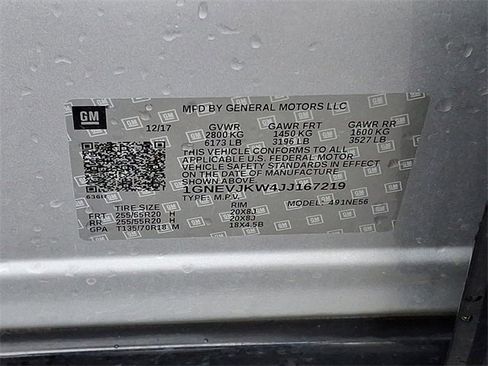 GM
MFD BY GENERAL MOTORS LLC
12/17 GVWR GAWR FRT GAWR RR
2800 KG 1450 KG 1600 KG
6173 LB 3196 LB 3527 LB
THIS VEHICLE CONFORMS TO ALL
APPLICABLE U.S. FEDERAL MOTOR
VEHICLE SAFETY STANDARDS IN EFFECT
ON THE DATE OF MANUFACTURE
SHOWN ABOVE.
1GNEVJKW4JJ167219
TYPE: M.P.V. MODEL: 491NE56
TIRE SIZE RIM
FRT 255/55R20 H 20X8J
RR 255/55R20 H 20X8J
GPA T135/70R18 M 18X4.5B